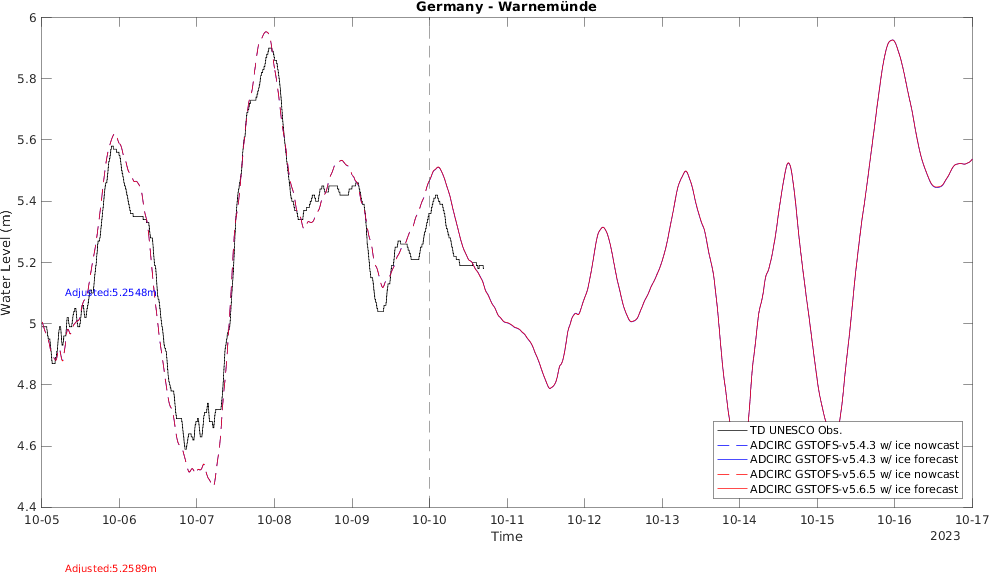 Germany - Warnemünde
6
5.8
5.6
5.4
5.2
5
4.8
4.6
4.4
Water Level (m)
Adjusted:5.2548m
TD UNESCO Obs.
ADCIRC GSTOFS-v5.4.3 w/ ice nowcast
ADCIRC GSTOFS-v5.4.3 w/ ice forecast
ADCIRC GSTOFS-v5.6.5 w/ ice nowcast
ADCIRC GSTOFS-v5.6.5 w/ ice forecast
10-05 10-06 10-07 10-08 10-09 10-10 10-11 10-12 10-13 10-14 10-15 10-16 10-17
Time
2023
Adjusted:5.2589m